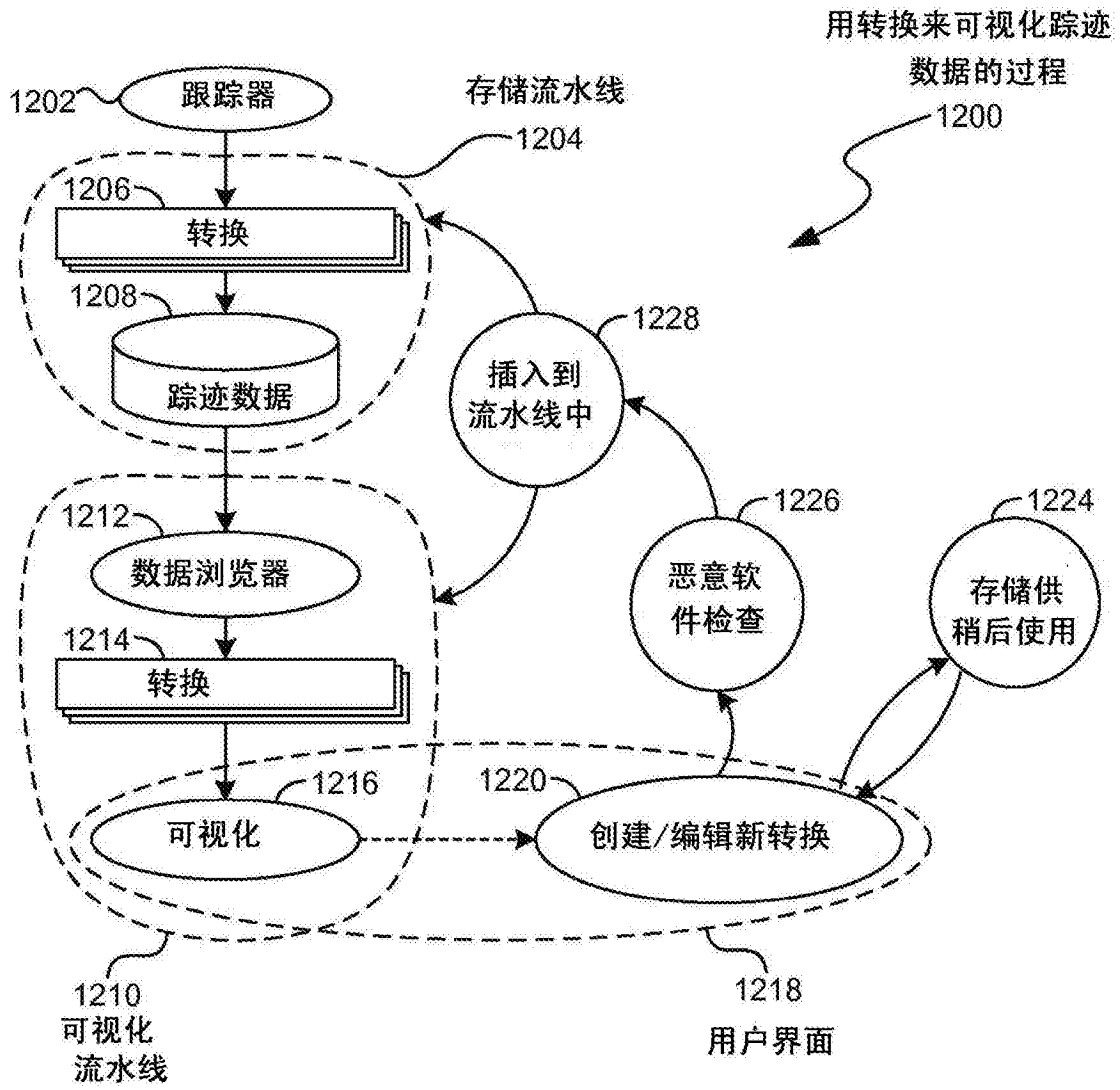 用转换来可视化踪迹
数据的过程
1200
1202
跟踪器
存储流水线
1204
1206
转换
1208
踪迹数据
1228
插入到
流水线中
1212
数据浏览器
1226
恶意软
件检查
1224
存储供
稍后使用
1214
转换
1216
可视化
1220
创建/编辑新转换
1210
可视化
流水线
1218
用户界面